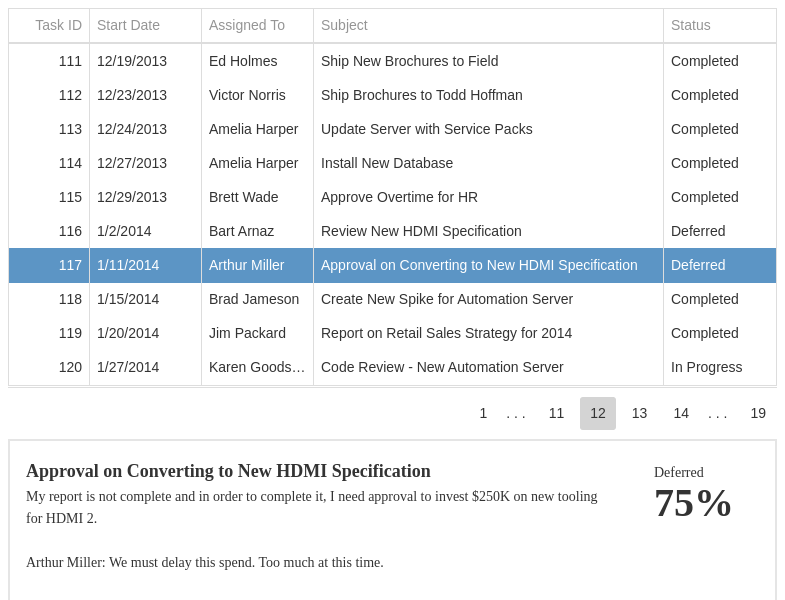 Task ID Start Date Assigned To Subject Status
111 12/19/2013 Ed Holmes Ship New Brochures to Field Completed
112 12/23/2013 Victor Norris Ship Brochures to Todd Hoffman Completed
113 12/24/2013 Amelia Harper Update Server with Service Packs Completed
114 12/27/2013 Amelia Harper Install New Database Completed
115 12/29/2013 Brett Wade Approve Overtime for HR Completed
116 1/2/2014 Bart Arnaz Review New HDMI Specification Deferred
117 1/11/2014 Arthur Miller Approval on Converting to New HDMI Specification Deferred
118 1/15/2014 Brad Jameson Create New Spike for Automation Server Completed
119 1/20/2014 Jim Packard Report on Retail Sales Strategy for 2014 Completed
120 1/27/2014 Karen Goods… Code Review - New Automation Server In Progress
1 . . . 11 12 13 14 . . . 19
Approval on Converting to New HDMI Specification
Deferred
75%
My report is not complete and in order to complete it, I need approval to invest $250K on new tooling
for HDMI 2.
Arthur Miller: We must delay this spend. Too much at this time.